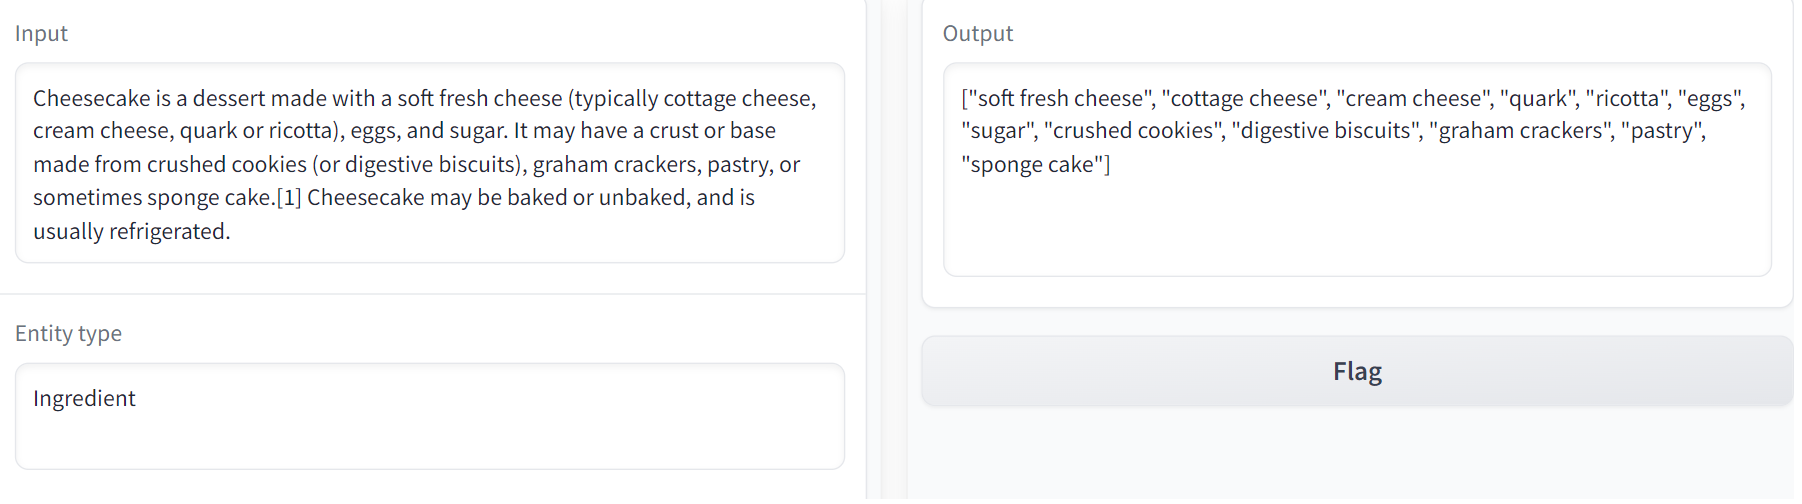 Input
Cheesecake is a dessert made with a soft fresh cheese (typically cottage cheese,
cream cheese, quark or ricotta), eggs, and sugar. It may have a crust or base
made from crushed cookies (or digestive biscuits), graham crackers, pastry, or
sometimes sponge cake.[1] Cheesecake may be baked or unbaked, and is
usually refrigerated.
Entity type
Ingredient
Output
["soft fresh cheese", "cottage cheese", "cream cheese", "quark", "ricotta", "eggs",
"sugar", "crushed cookies", "digestive biscuits", "graham crackers", "pastry",
"sponge cake"]
Flag